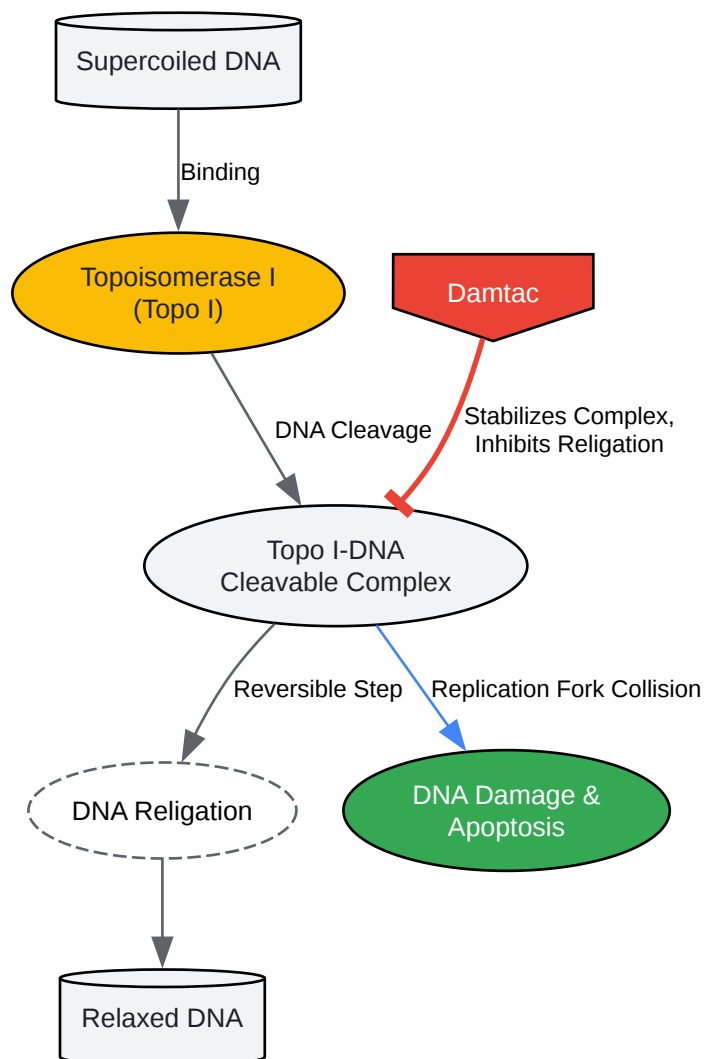 Supercoiled DNA
Binding
Topoisomerase I
(Topo I)
Damtac
DNA Cleavage
Stabilizes Complex,
Inhibits Religation
Topo I-DNA
Cleavable Complex
Reversible Step
Replication Fork Collision
DNA Religation
DNA Damage &
Apoptosis
Relaxed DNA